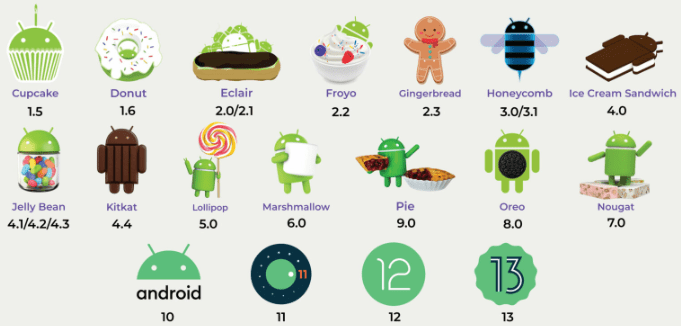 Cupcake Donut Eclair Froyo Gingerbread Honeycomb Ice Cream Sandwich
1.5 1.6 2.0/2.1 2.2 2.3 3.0/3.1 4.0
Jelly Bean Kitkat Lollipop Marshmallow Pie Oreo Nougat
4.1/4.2/4.3 4.4 5.0 6.0 9.0 8.0 7.0
android 11 12 13
10 11 12 13